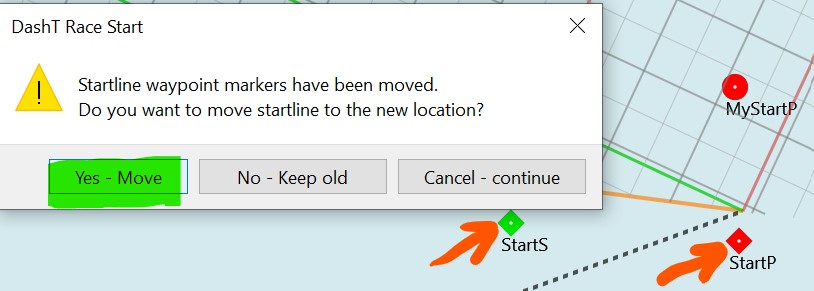 DashT Race Start
Startline waypoint markers have been moved.
Do you want to move startline to the new location?
Yes - Move
No - Keep old
Cancel - continue
MyStartP
StartS
StartP